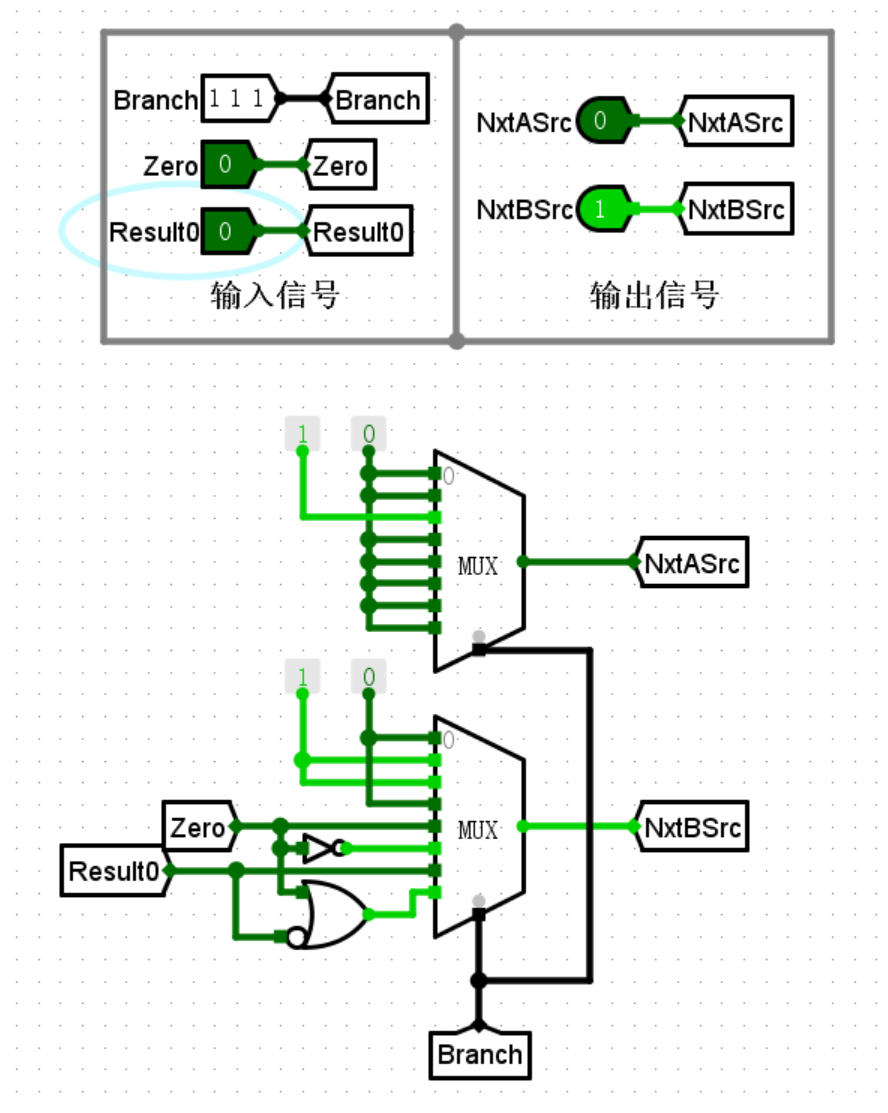 Branch 1 1 1 Branch
Zero 0 Zero
Result0 0 Result0
输入信号
NxtASrc 0 NxtASrc
NxtBSrc 1 NxtBSrc
输出信号
1 0
0
MUX
NxtASrc
1 0
0
Zero
MUX
NxtBSrc
Result0
Branch